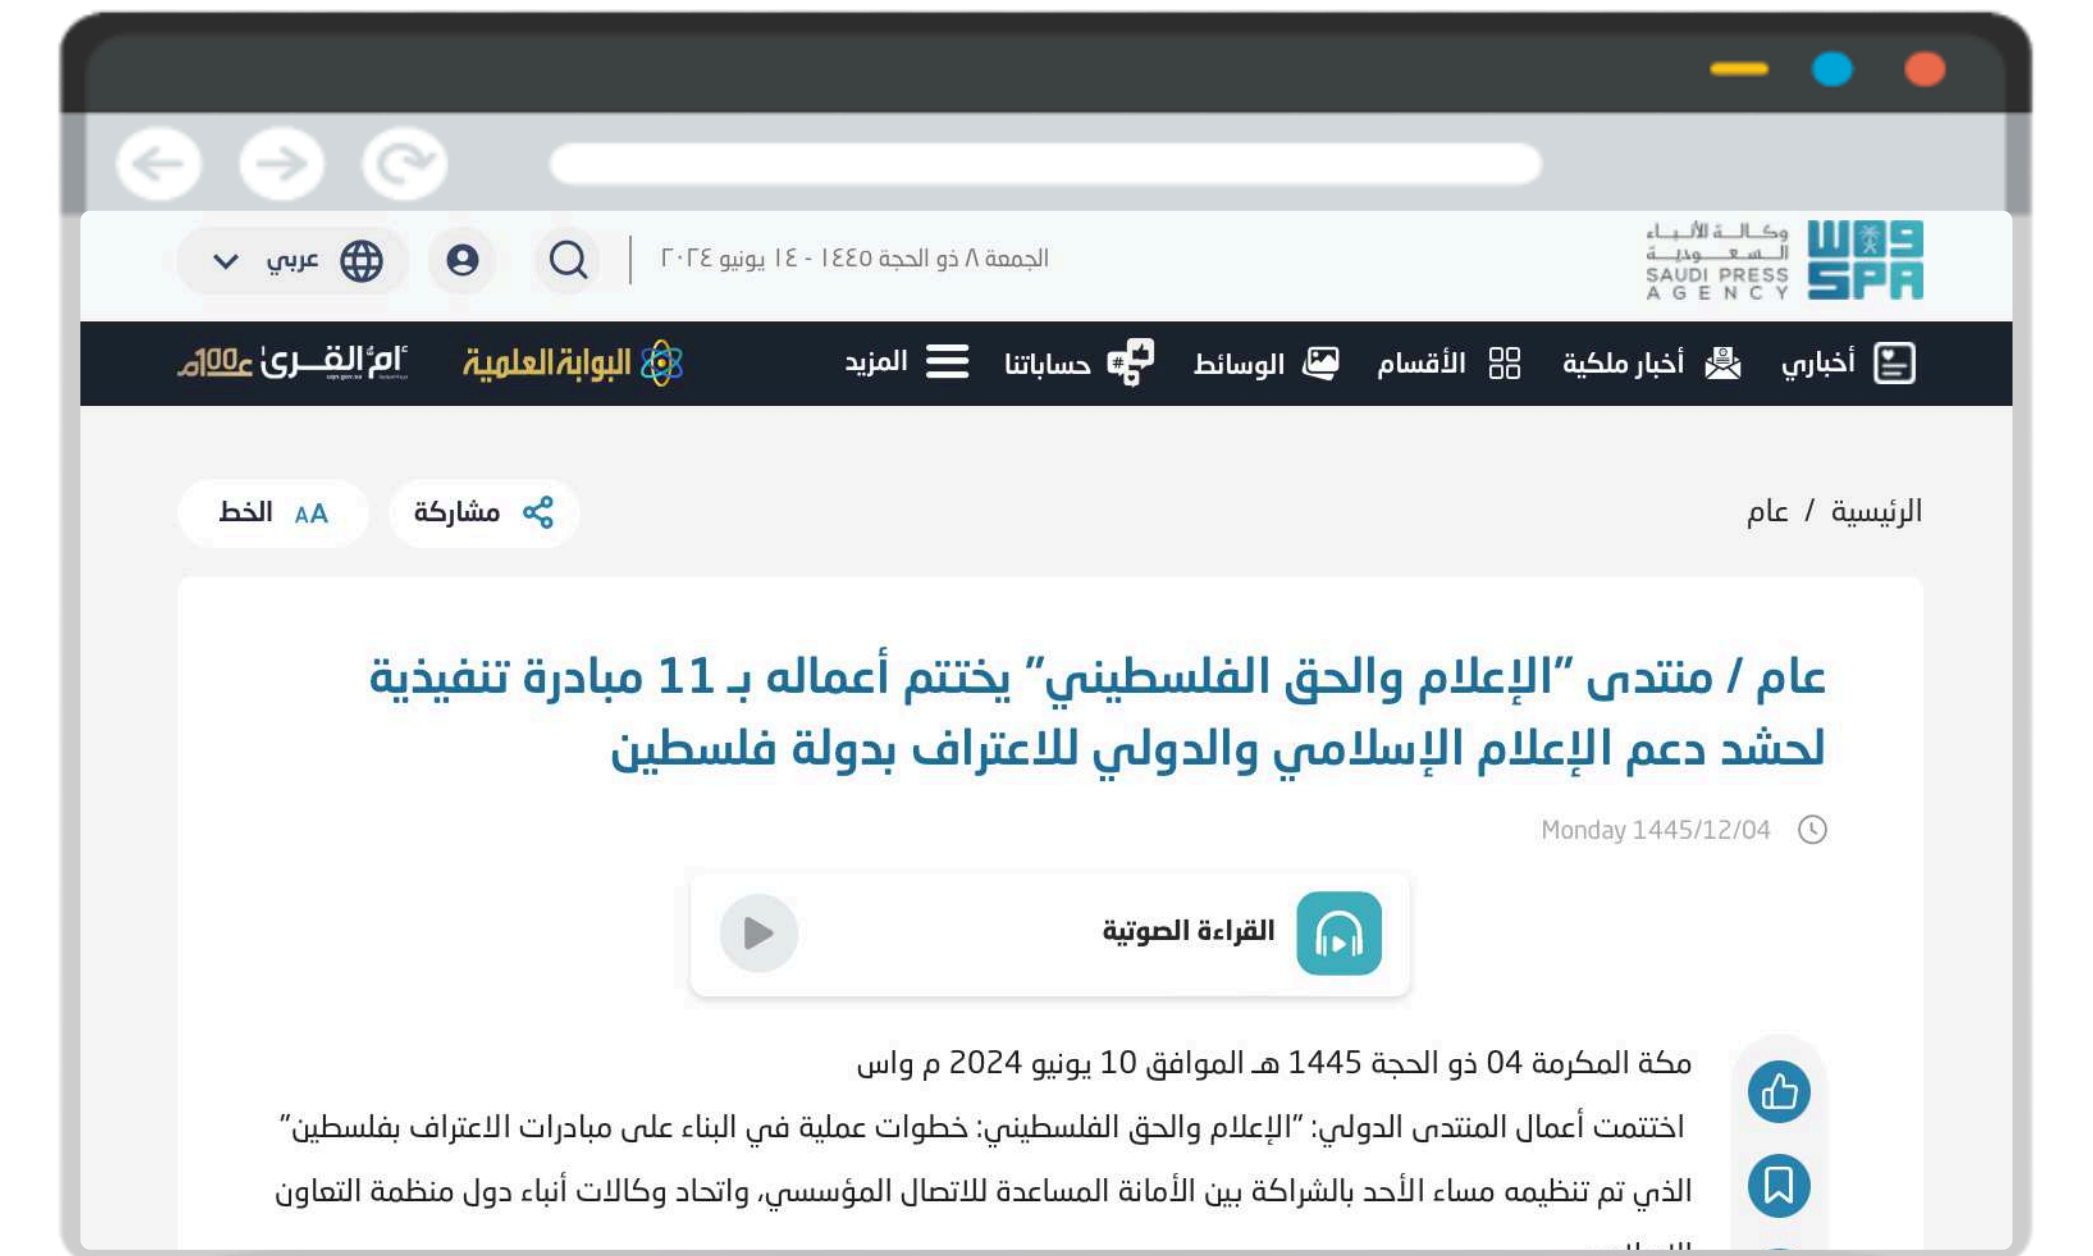 وكالة الأنباء
السعودية
SAUDI PRESS
AGENCY
واس
SPA
الجمعة ٨ ذو الحجة ١٤٤٥ - ١٤ يونيو ٢٠٢٤
عربي
أخباري
أخبار ملكية
الأقسام
الوسائط
حساباتنا
المزيد
البوابة العلمية
أم القرى 100عام
الرئيسية / عام
مشاركة
AA الخط
عام / منتدى "الإعلام والحق الفلسطيني" يختتم أعماله بـ 11 مبادرة تنفيذية
لحشد دعم الإعلام الإسلامي والدولي للاعتراف بدولة فلسطين
Monday 1445/12/04
القراءة الصوتية
مكة المكرمة 04 ذو الحجة 1445 هـ الموافق 10 يونيو 2024 م واس
اختتمت أعمال المنتدى الدولي: "الإعلام والحق الفلسطيني: خطوات عملية في البناء على مبادرات الاعتراف بفلسطين"
الذي تم تنظيمه مساء الأحد بالشراكة بين الأمانة المساعدة للاتصال المؤسسي، واتحاد وكالات أنباء دول منظمة التعاون